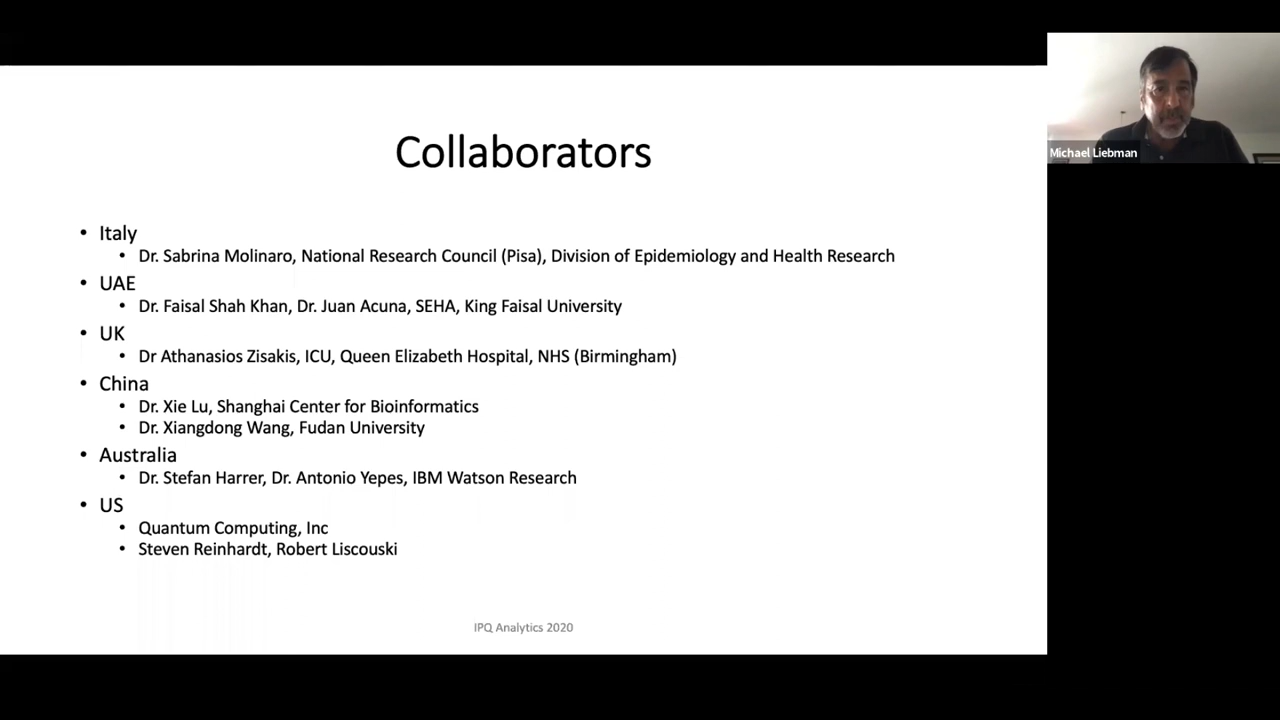 Collaborators
• Italy
• Dr. Sabrina Molinaro, National Research Council (Pisa), Division of Epidemiology and Health Research
• UAE
• Dr. Faisal Shah Khan, Dr. Juan Acuna, SEHA, King Faisal University
• UK
• Dr Athanasios Zisakis, ICU, Queen Elizabeth Hospital, NHS (Birmingham)
• China
• Dr. Xie Lu, Shanghai Center for Bioinformatics
• Dr. Xiangdong Wang, Fudan University
• Australia
• Dr. Stefan Harrer, Dr. Antonio Yepes, IBM Watson Research
• US
• Quantum Computing, Inc
• Steven Reinhardt, Robert Liscouski
IPQ Analytics 2020
Michael Liebman